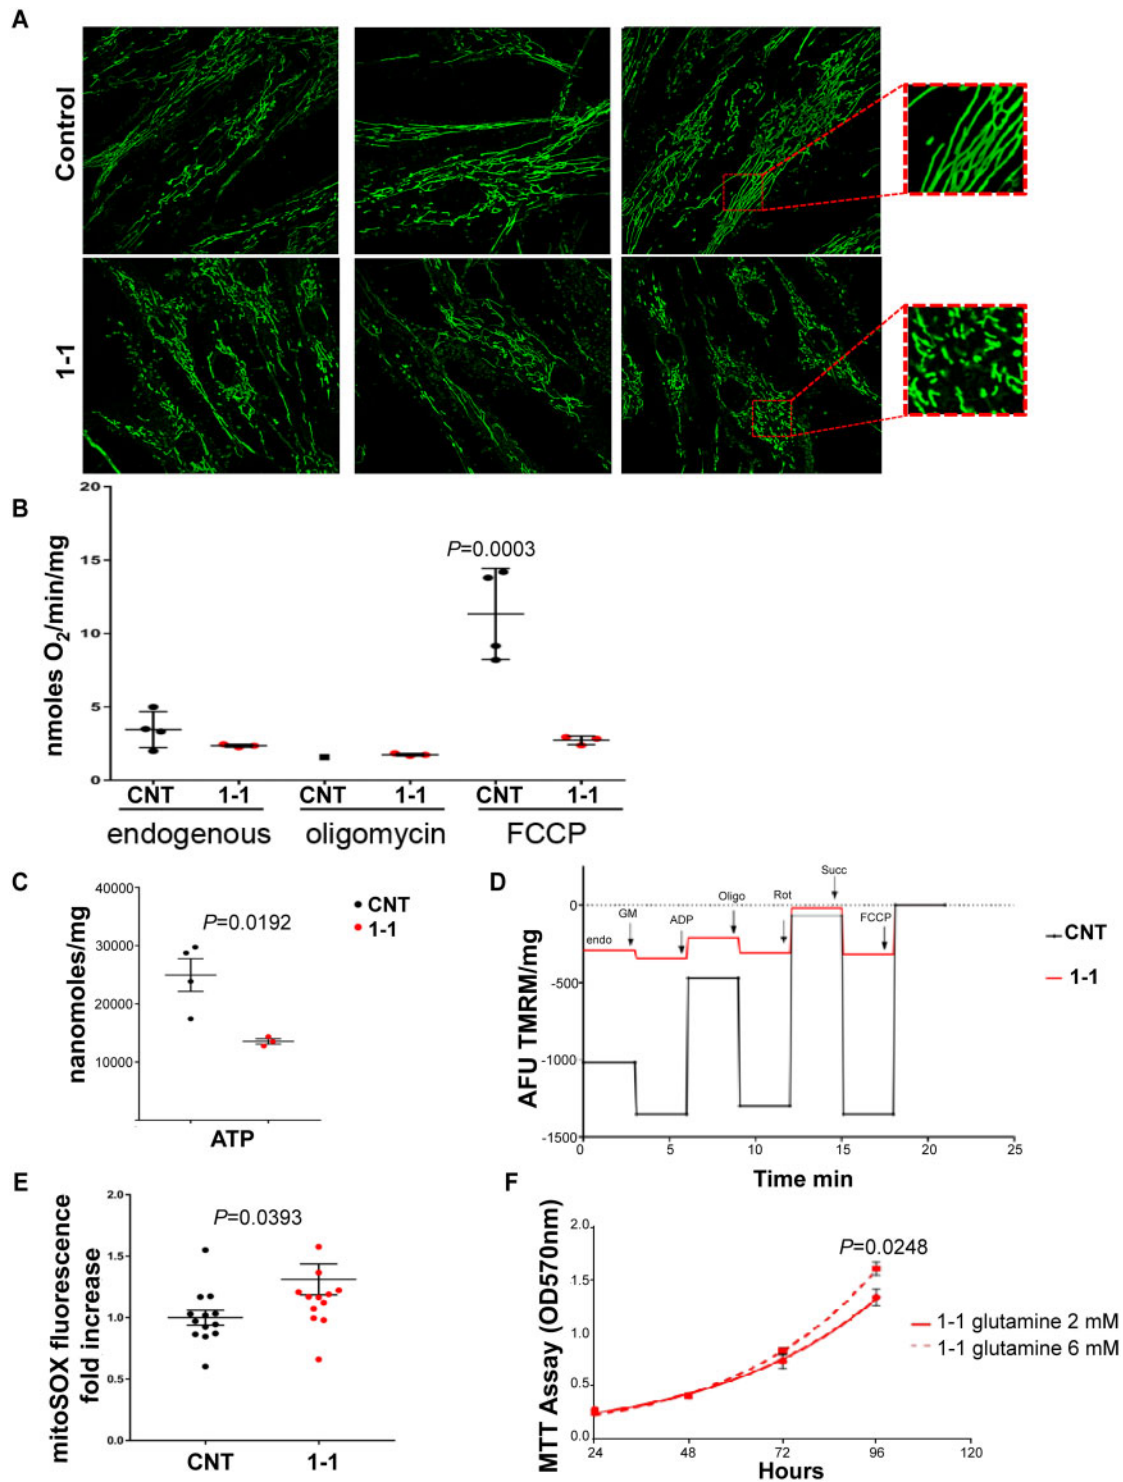 A
Control
1-1
B
20
15
10
5
0
nmoles O₂/min/mg
P=0.0003
CNT 1-1 CNT 1-1 CNT 1-1
endogenous oligomycin FCCP
C
40000
30000
20000
10000
nanomoles/mg
P=0.0192
CNT
1-1
ATP
D
0
-500
-1000
-1500
AFU TMRM/mg
endo
GM
ADP
Oligo
Rot
Succ
FCCP
CNT
1-1
0 5 10 15 20 25
Time min
E
2.0
1.5
1.0
0.5
0.0
mitoSOX fluorescence
fold increase
P=0.0393
CNT 1-1
F
2.0
1.5
1.0
0.5
0.0
MTT Assay (OD570nm)
P=0.0248
1-1 glutamine 2 mM
1-1 glutamine 6 mM
24 48 72 96 120
Hours